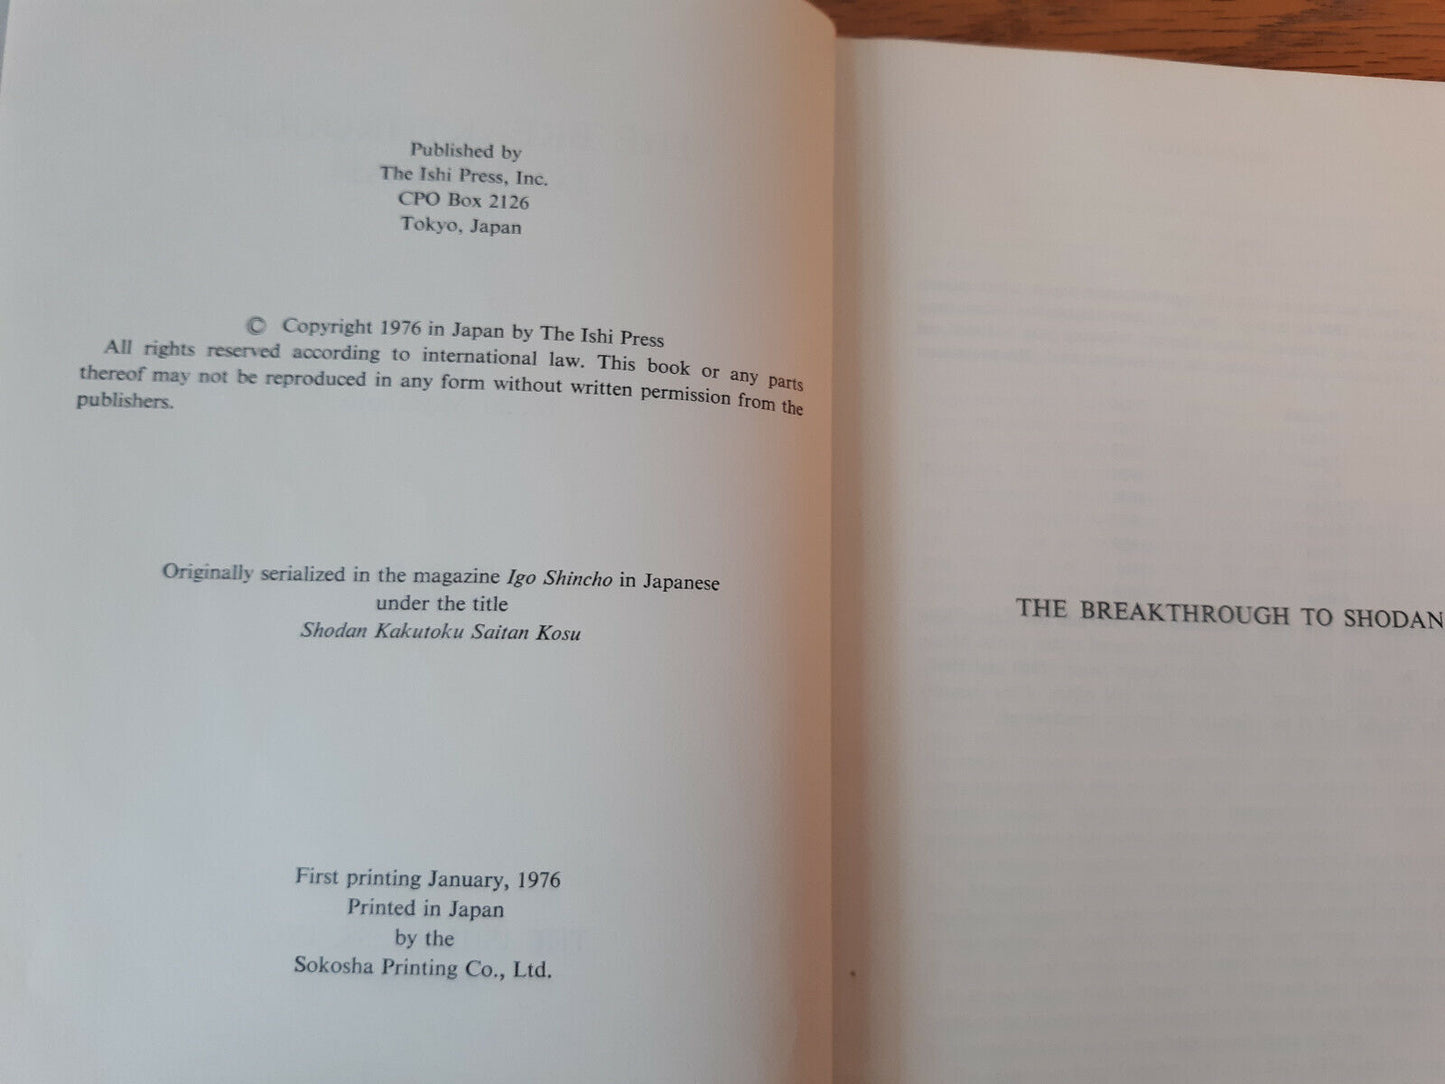 Published by
The Ishi Press, Inc.
CPO Box 2126
Tokyo, Japan
© Copyright 1976 in Japan by The Ishi Press
All rights reserved according to international law. This book or any parts
thereof may not be reproduced in any form without written permission from the
publishers.
Originally serialized in the magazine Igo Shincho in Japanese
under the title
Shodan Kakutoku Saitan Kosu
First printing January, 1976
Printed in Japan
by the
Sokosha Printing Co., Ltd.
THE BREAKTHROUGH TO SHODAN